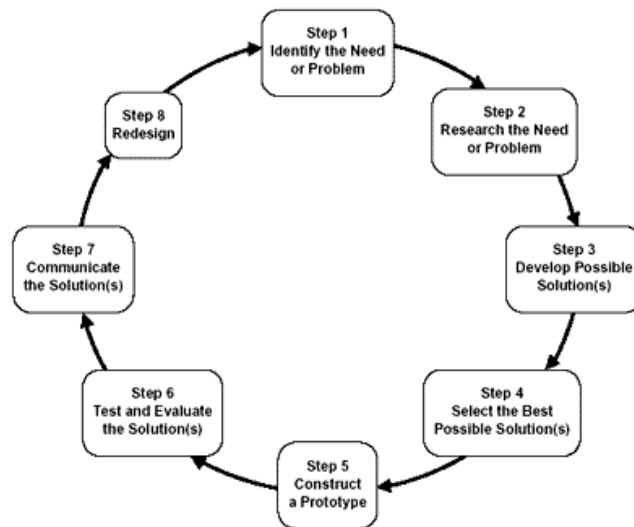 Step 1
Identify the Need
or Problem
Step 2
Research the Need
or Problem
Step 3
Develop Possible
Solution(s)
Step 4
Select the Best
Possible Solution(s)
Step 5
Construct
a Prototype
Step 6
Test and Evaluate
the Solution(s)
Step 7
Communicate
the Solution(s)
Step 8
Redesign